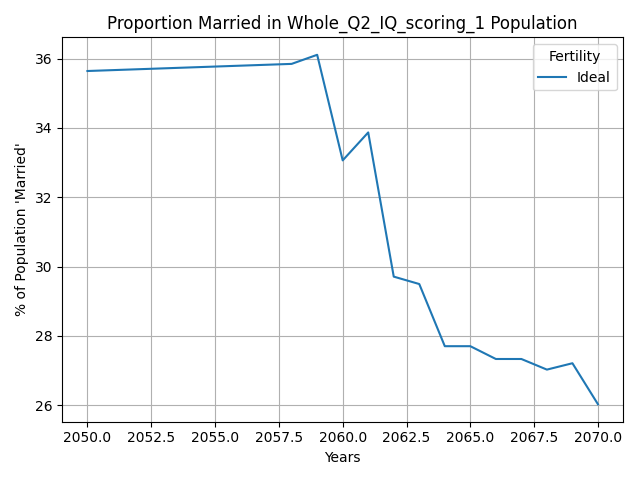 Proportion Married in Whole_Q2_IQ_scoring_1 Population
Fertility
Ideal
% of Population 'Married'
36
34
32
30
28
26
2050.0 2052.5 2055.0 2057.5 2060.0 2062.5 2065.0 2067.5 2070.0
Years